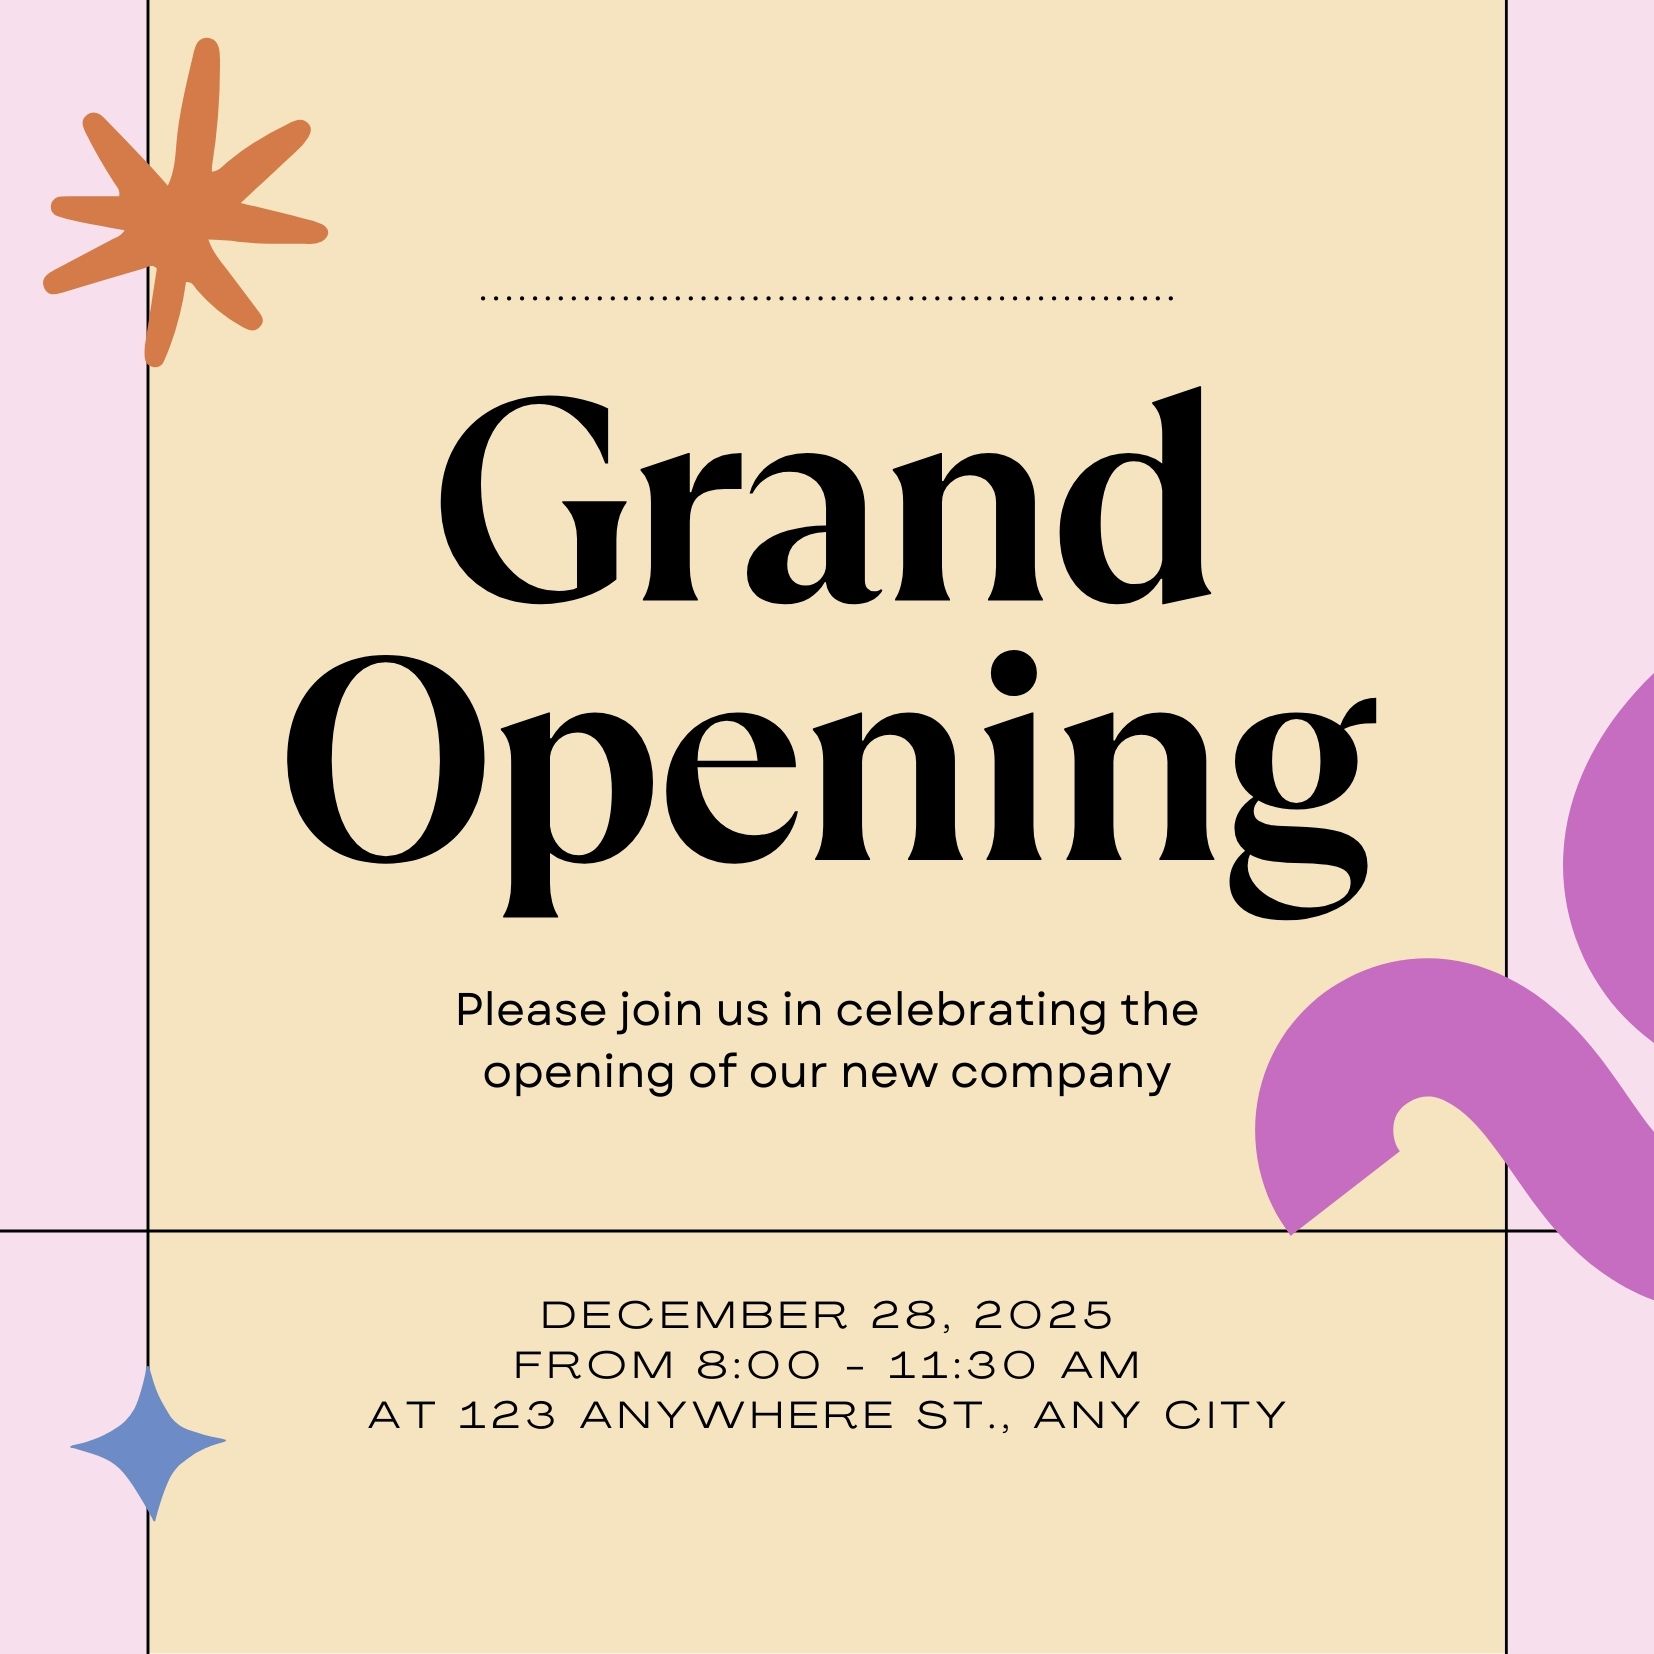 Grand
Opening
Please join us in celebrating the
opening of our new company
DECEMBER 28, 2025
FROM 8:00 - 11:30 AM
AT 123 ANYWHERE ST., ANY CITY